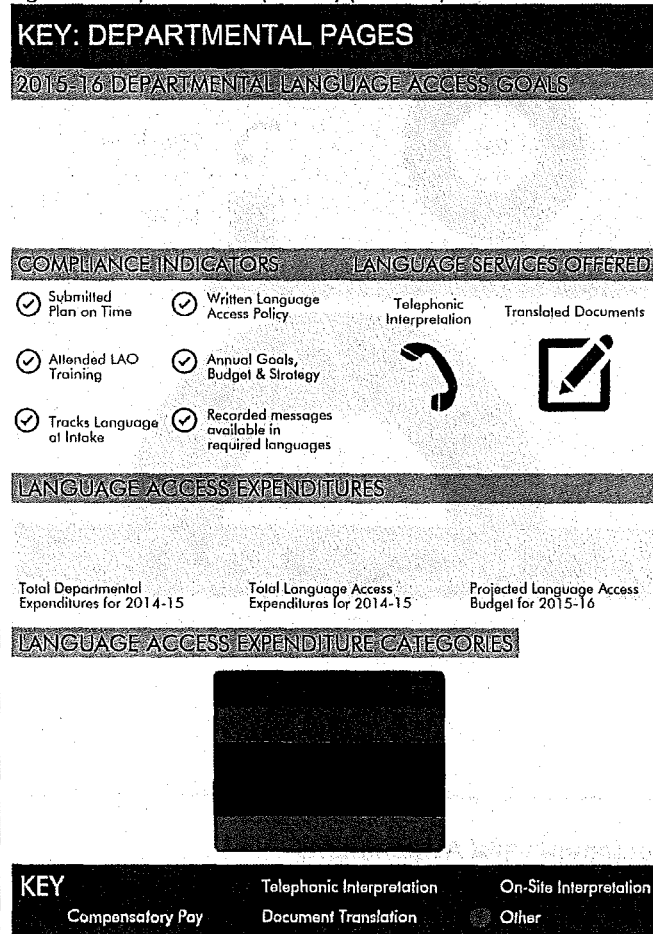 KEY: DEPARTMENTAL PAGES
2015-16 DEPARTMENTAL LANGUAGE ACCESS GOALS
COMPLIANCE INDICATORS
LANGUAGE SERVICES OFFERED
Submitted
Plan on Time
Written Language
Access Policy
Telephonic
Interpretation
Translated Documents
Attended LAO
Training
Annual Goals,
Budget & Strategy
Tracks Language
at Intake
Recorded messages
available in
required languages
LANGUAGE ACCESS EXPENDITURES
Total Departmental
Expenditures for 2014-15
Total Language Access
Expenditures for 2014-15
Projected Language Access
Budget for 2015-16
LANGUAGE ACCESS EXPENDITURE CATEGORIES
KEY
Telephonic Interpretation
On-Site Interpretation
Compensatory Pay
Document Translation
Other